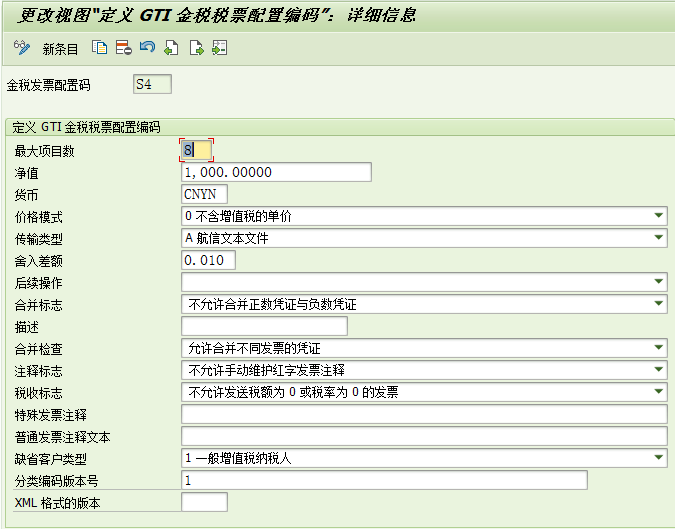 更改视图“定义 GTI 金税税票配置编码”：详细信息
新条目
金税发票配置码 S4
定义 GTI 金税税票配置编码
最大项目数 8
净值 1,000.00000
货币 CNYN
价格模式 0 不含增值税的单价
传输类型 A 航信文本文件
舍入差额 0.010
后续操作
合并标志 不允许合并正数凭证与负数凭证
描述
合并检查 允许合并不同发票的凭证
注释标志 不允许手动维护红字发票注释
税收标志 不允许发送税额为 0 或税率为 0 的发票
特殊发票注释
普通发票注释文本
缺省客户类型 1 一般增值税纳税人
分类编码版本号 1
XML 格式的版本